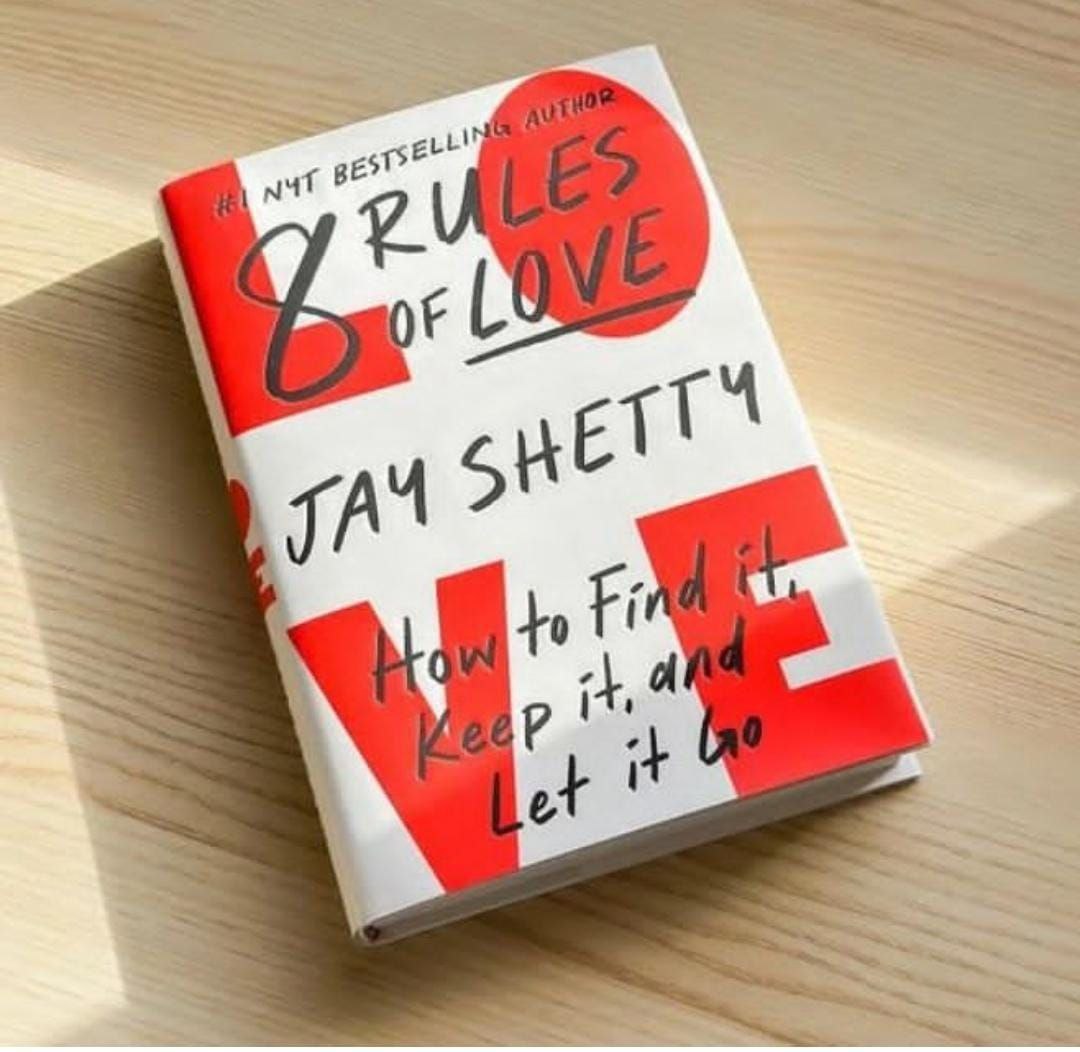 #1 NYT BESTSELLING AUTHOR
8 RULES
OF LOVE
JAY SHETTY
How to Find it,
Keep it, and
Let it Go
LOVE